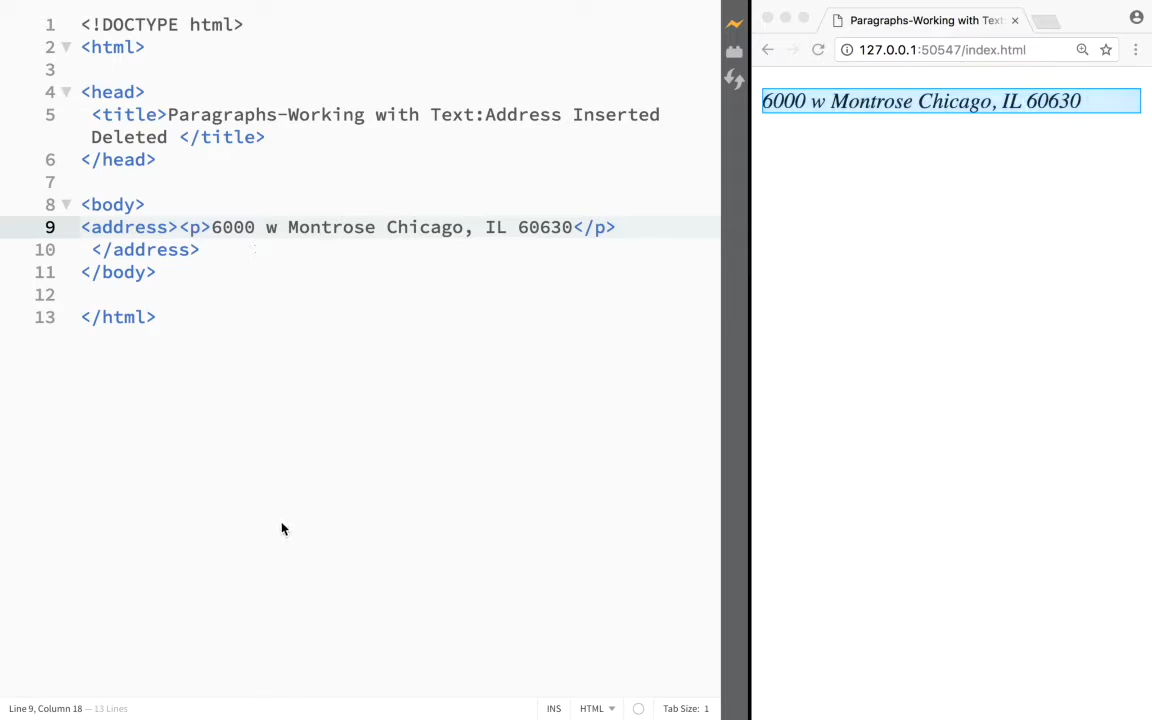 1 <!DOCTYPE html>
2 <html>
3
4 <head>
5 <title>Paragraphs-Working with Text:Address Inserted
Deleted </title>
6 </head>
7
8 <body>
9 <address><p>6000 w Montrose Chicago, IL 60630</p>
10 </address>
11 </body>
12
13 </html>
Line 9, Column 18 — 13 Lines
INS HTML Tab Size: 1
Paragraphs-Working with Text
127.0.0.1:50547/index.html
6000 w Montrose Chicago, IL 60630